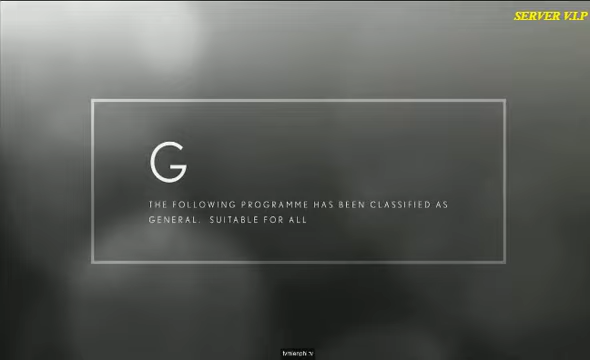 SERVER V.I.P
G
THE FOLLOWING PROGRAMME HAS BEEN CLASSIFIED AS
GENERAL. SUITABLE FOR ALL